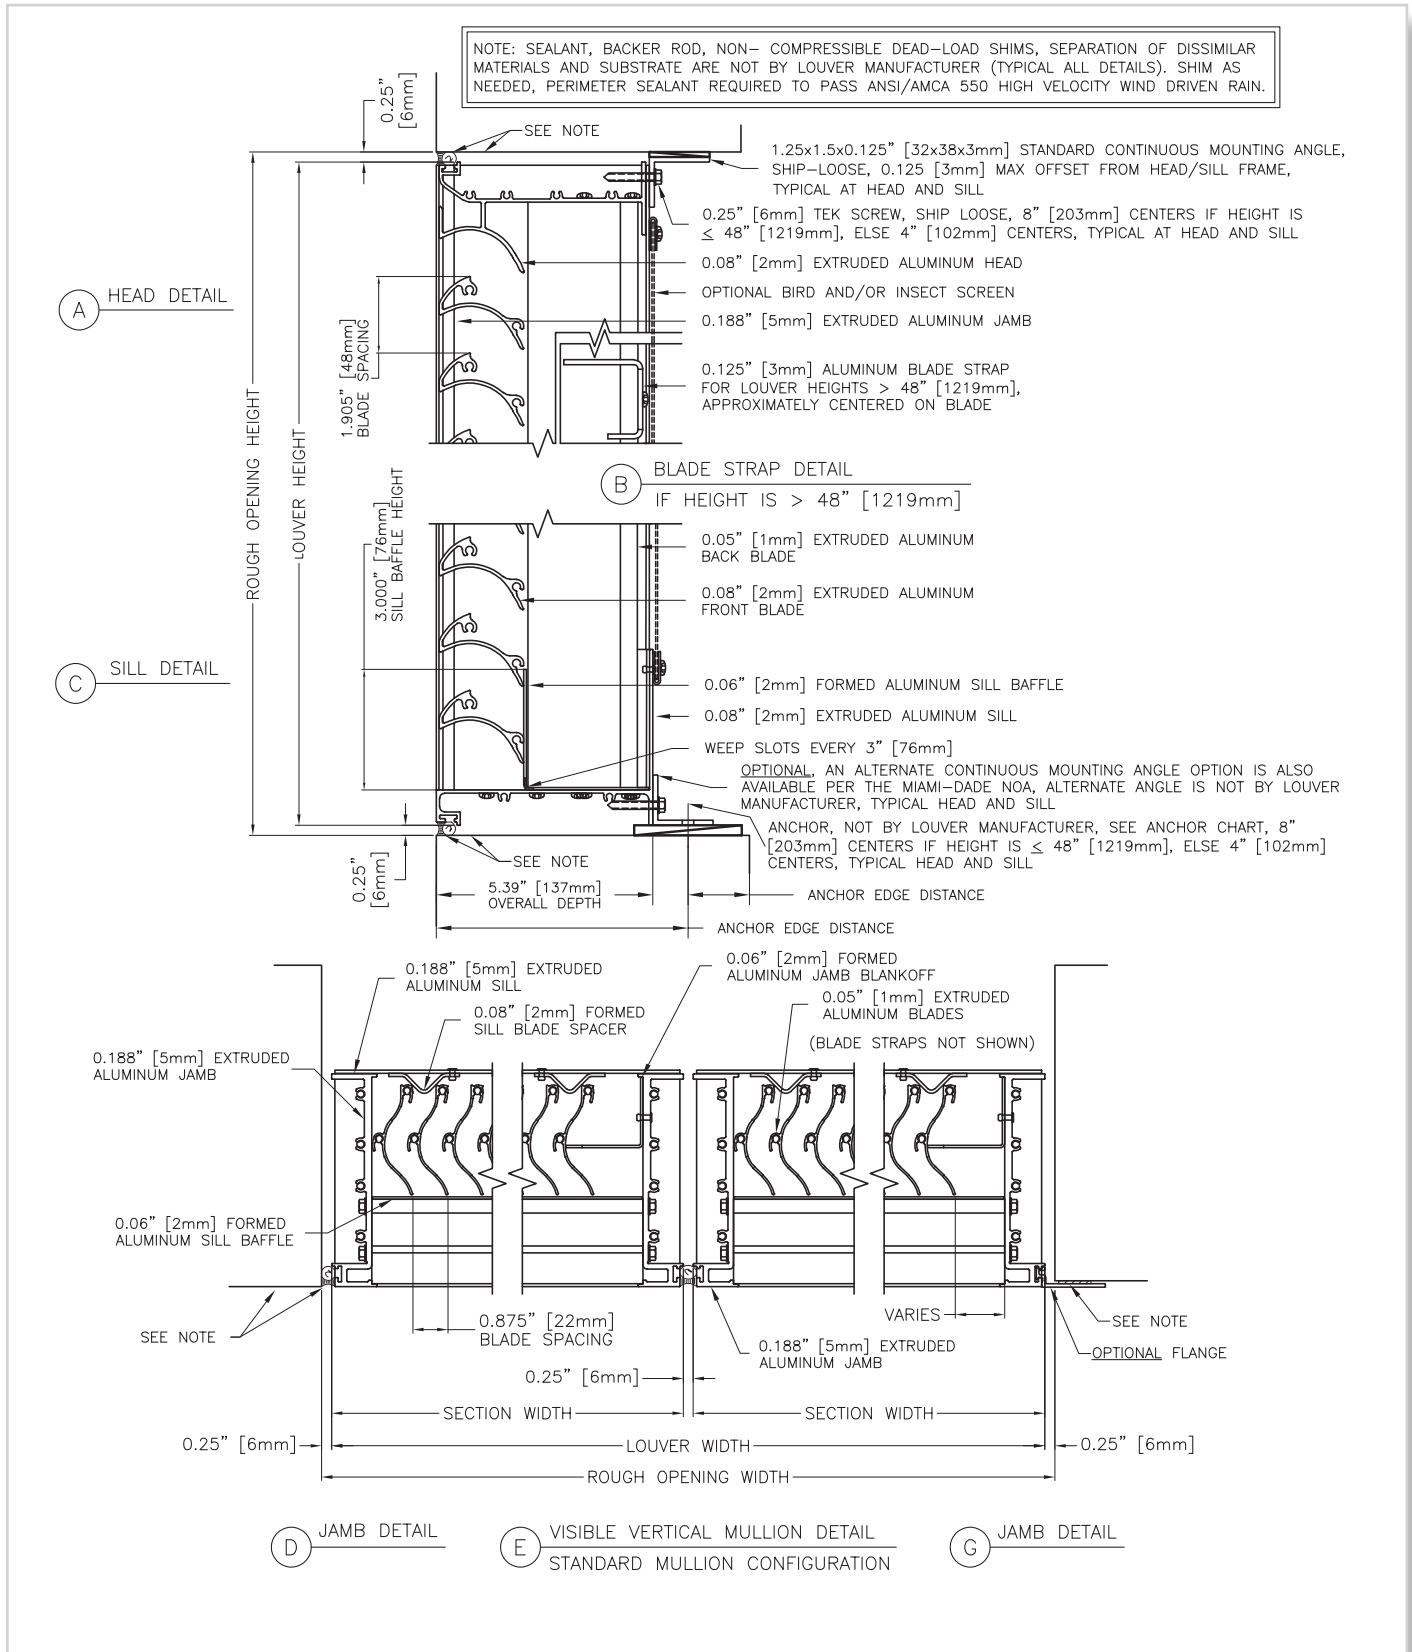 NOTE: SEALANT, BACKER ROD, NON– COMPRESSIBLE DEAD–LOAD SHIMS, SEPARATION OF DISSIMILAR
MATERIALS AND SUBSTRATE ARE NOT BY LOUVER MANUFACTURER (TYPICAL ALL DETAILS). SHIM AS
NEEDED, PERIMETER SEALANT REQUIRED TO PASS ANSI/AMCA 550 HIGH VELOCITY WIND DRIVEN RAIN.
0.25”
[6mm]
SEE NOTE
1.25x1.5x0.125” [32x38x3mm] STANDARD CONTINUOUS MOUNTING ANGLE,
SHIP–LOOSE, 0.125 [3mm] MAX OFFSET FROM HEAD/SILL FRAME,
TYPICAL AT HEAD AND SILL
0.25” [6mm] TEK SCREW, SHIP LOOSE, 8” [203mm] CENTERS IF HEIGHT IS
≤ 48” [1219mm], ELSE 4” [102mm] CENTERS, TYPICAL AT HEAD AND SILL
0.08” [2mm] EXTRUDED ALUMINUM HEAD
OPTIONAL BIRD AND/OR INSECT SCREEN
0.188” [5mm] EXTRUDED ALUMINUM JAMB
0.125” [3mm] ALUMINUM BLADE STRAP
FOR LOUVER HEIGHTS > 48” [1219mm],
APPROXIMATELY CENTERED ON BLADE
A HEAD DETAIL
1.905” [48mm]
BLADE SPACING
ROUGH OPENING HEIGHT
LOUVER HEIGHT
B BLADE STRAP DETAIL
IF HEIGHT IS > 48” [1219mm]
3.000” [76mm]
SILL BAFFLE HEIGHT
0.05” [1mm] EXTRUDED ALUMINUM
BACK BLADE
0.08” [2mm] EXTRUDED ALUMINUM
FRONT BLADE
C SILL DETAIL
0.06” [2mm] FORMED ALUMINUM SILL BAFFLE
0.08” [2mm] EXTRUDED ALUMINUM SILL
WEEP SLOTS EVERY 3” [76mm]
OPTIONAL, AN ALTERNATE CONTINUOUS MOUNTING ANGLE OPTION IS ALSO
AVAILABLE PER THE MIAMI–DADE NOA, ALTERNATE ANGLE IS NOT BY LOUVER
MANUFACTURER, TYPICAL HEAD AND SILL
ANCHOR, NOT BY LOUVER MANUFACTURER, SEE ANCHOR CHART, 8”
[203mm] CENTERS IF HEIGHT IS ≤ 48” [1219mm], ELSE 4” [102mm]
CENTERS, TYPICAL HEAD AND SILL
SEE NOTE
0.25”
[6mm]
5.39” [137mm]
OVERALL DEPTH
ANCHOR EDGE DISTANCE
ANCHOR EDGE DISTANCE
0.188” [5mm] EXTRUDED
ALUMINUM SILL
0.06” [2mm] FORMED
ALUMINUM JAMB BLANKOFF
0.08” [2mm] FORMED
SILL BLADE SPACER
0.05” [1mm] EXTRUDED
ALUMINUM BLADES
(BLADE STRAPS NOT SHOWN)
0.188” [5mm] EXTRUDED
ALUMINUM JAMB
0.06” [2mm] FORMED
ALUMINUM SILL BAFFLE
SEE NOTE
0.875” [22mm]
BLADE SPACING
VARIES
SEE NOTE
0.188” [5mm] EXTRUDED
ALUMINUM JAMB
OPTIONAL FLANGE
0.25” [6mm]
SECTION WIDTH
SECTION WIDTH
0.25” [6mm]
LOUVER WIDTH
0.25” [6mm]
ROUGH OPENING WIDTH
D JAMB DETAIL
E VISIBLE VERTICAL MULLION DETAIL
STANDARD MULLION CONFIGURATION
G JAMB DETAIL